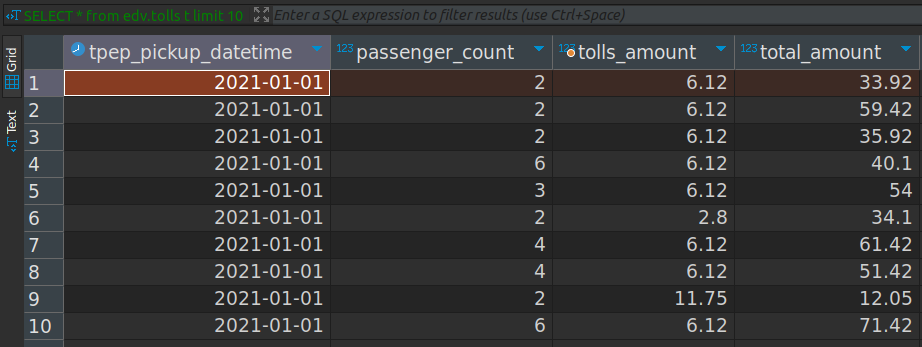 SELECT * from edv.tolls t limit 10 Enter a SQL expression to filter results (use Ctrl+Space)
Grid
Text
tpep_pickup_datetime 123 passenger_count 123 tolls_amount 123 total_amount
1 2021-01-01 2 6.12 33.92
2 2021-01-01 2 6.12 59.42
3 2021-01-01 2 6.12 35.92
4 2021-01-01 6 6.12 40.1
5 2021-01-01 3 6.12 54
6 2021-01-01 2 2.8 34.1
7 2021-01-01 4 6.12 61.42
8 2021-01-01 4 6.12 51.42
9 2021-01-01 2 11.75 12.05
10 2021-01-01 6 6.12 71.42